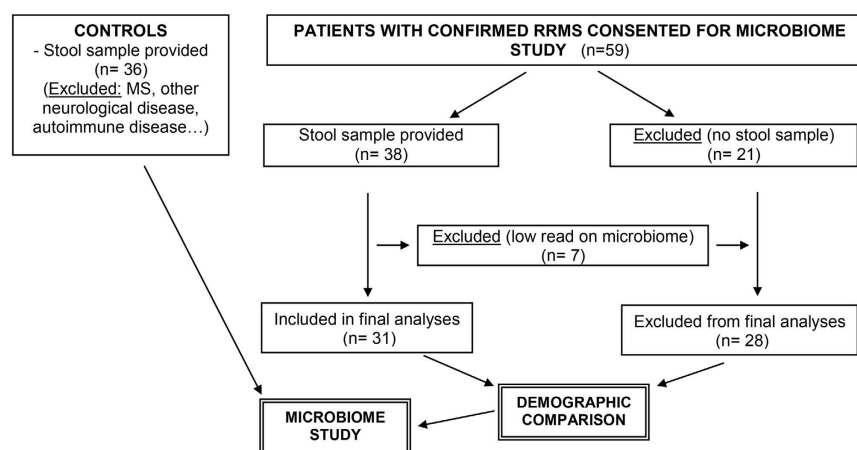 CONTROLS
- Stool sample provided
(n= 36)
(Excluded: MS, other
neurological disease,
autoimmune disease…)
PATIENTS WITH CONFIRMED RRMS CONSENTED FOR MICROBIOME
STUDY (n=59)
Stool sample provided
(n= 38)
Excluded (no stool sample)
(n= 21)
Excluded (low read on microbiome)
(n= 7)
Included in final analyses
(n= 31)
Excluded from final analyses
(n= 28)
MICROBIOME
STUDY
DEMOGRAPHIC
COMPARISON